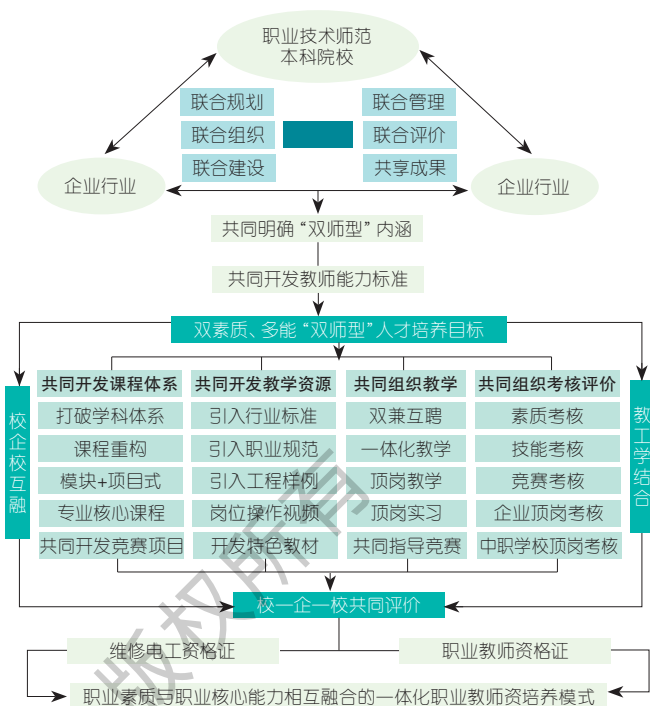 职业技术师范
本科院校
联合规划
联合管理
联合组织
联合评价
联合建设
共享成果
企业行业
企业行业
共同明确“双师型”内涵
共同开发教师能力标准
双素质、多能“双师型”人才培养目标
校企校互融
教工学结合
共同开发课程体系
共同开发教学资源
共同组织教学
共同组织考核评价
打破学科体系
引入行业标准
双兼互聘
素质考核
课程重构
引入职业规范
一体化教学
技能考核
模块+项目式
引入工程样例
顶岗教学
竞赛考核
专业核心课程
岗位操作视频
顶岗实习
企业顶岗考核
共同开发竞赛项目
开发特色教材
共同指导竞赛
中职学校顶岗考核
校—企—校共同评价
维修电工资格证
职业教师资格证
职业素质与职业核心能力相互融合的一体化职业教师资培养模式
版权所有